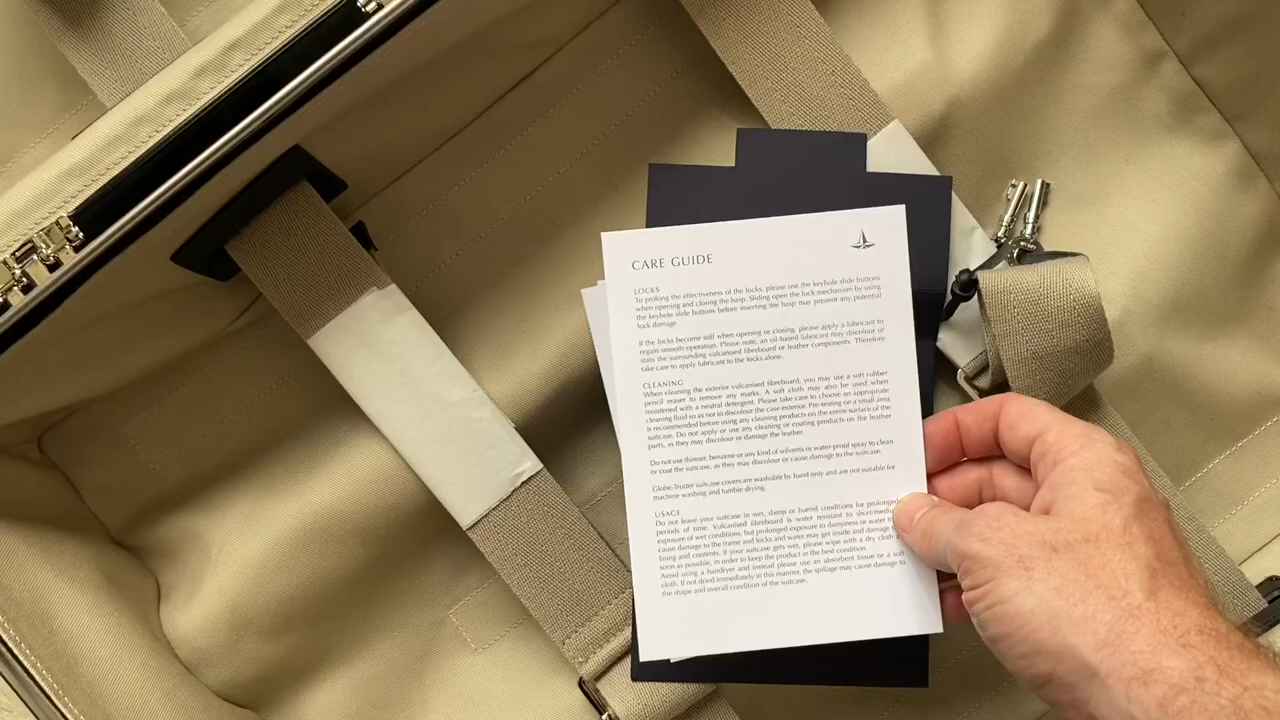 CARE GUIDE
LOCKS
To prolong the effectiveness of the locks, please use the keyhole slide buttons
when opening and closing the hasp. Sliding open the lock mechanism by using
the keyhole slide buttons before inserting the hasp may prevent any potential
lock damage.
If the locks become stiff when opening or closing, please apply a lubricant to
regain smooth operation. Please note, an oil-based lubricant may discolour or
stain the surrounding vulcanised fibreboard or leather components. Therefore
take care to apply lubricant to the locks alone.
CLEANING
When cleaning the exterior vulcanised fibreboard, you may use a soft rubber
pencil eraser to remove any marks. A soft cloth may also be used when
moistened with a neutral detergent. Please take care to choose an appropriate
cleaning fluid so as not to discolour the case exterior. Pre-testing on a small area
is recommended before using any cleaning products on the entire surface of the
suitcase. Do not apply or use any cleaning or coating products on the leather
parts, as they may discolour or damage the leather.
Do not use thinner, benzene or any kind of solvents or water-proof spray to clean
or coat the suitcase, as they may discolour or cause damage to the suitcase.
Globe-Trotter suitcase covers are washable by hand only and are not suitable for
machine washing and tumble drying.
USAGE
Do not leave your suitcase in wet, damp or humid conditions for prolonged
periods of time. Vulcanised fibreboard is water resistant to short/medium
exposure of wet conditions, but prolonged exposure to dampness or water
cause damage to the frame and locks and water may get inside and damage
lining and contents. If your suitcase gets wet, please wipe with a dry cloth
soon as possible, in order to keep the product in the best condition.
Avoid using a hairdryer and instead please use an absorbent tissue or a soft
cloth. If not dried immediately in this manner, the spillage may cause damage to
the shape and overall condition of the suitcase.